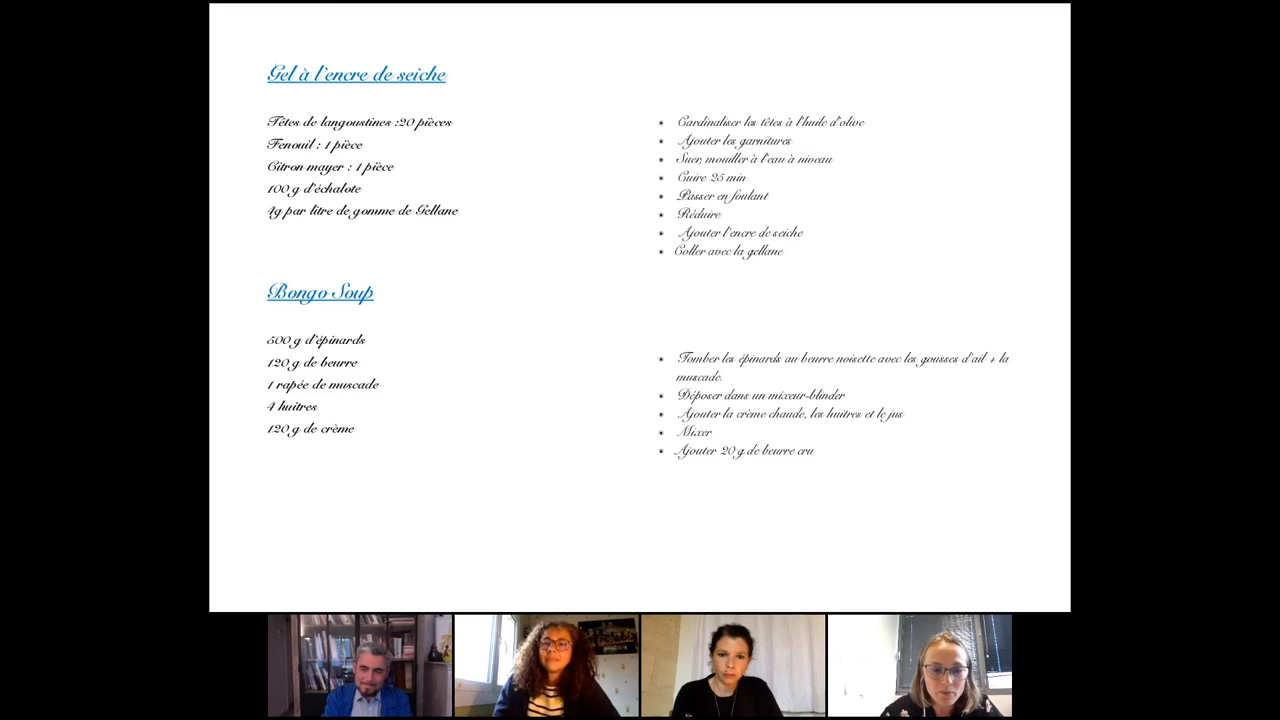 Gel à l'encre de seiche
Têtes de langoustines :20 pièces
Fenouil : 1 pièce
Citron mayer : 1 pièce
100 g d'échalote
4g par litre de gomme de Gellane
* Cardinaliser les têtes à l'huile d'olive
* Ajouter les garnitures
* Suer, mouiller à l'eau à niveau
* Cuire 25 min
* Passer en foulant
* Réduire
* Ajouter l'encre de seiche
* Coller avec la gellane
Bongo Soup
500 g d'épinards
120 g de beurre
1 rapée de muscade
4 huîtres
120 g de crème
* Tomber les épinards au beurre noisette avec les gousses d'ail + la
muscade.
* Déposer dans un mixeur-blinder
* Ajouter la crème chaude, les huîtres et le jus
* Mixer
* Ajouter 20 g de beurre cru